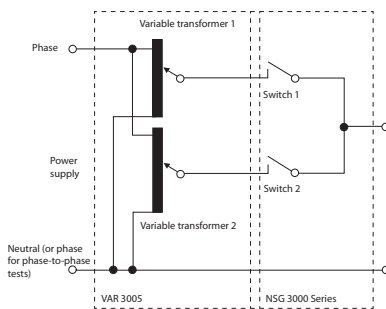 Variable transformer 1
Phase
Switch 1
Power
supply
Switch 2
Variable transformer 2
Neutral (or phase
for phase-to-phase
tests)
VAR 3005
NSG 3000 Series